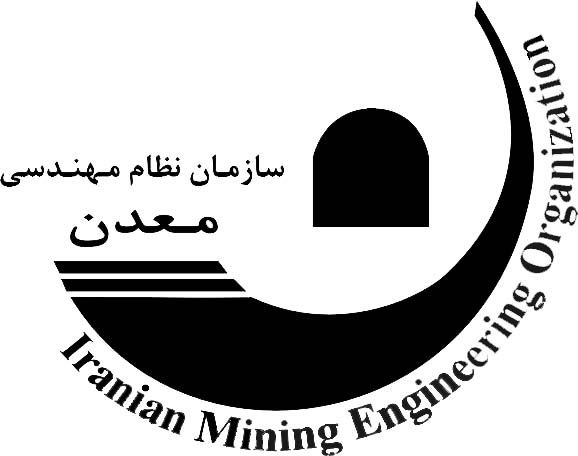 سازمان نظام مهندسی
معدن
Iranian Mining Engineering Organization